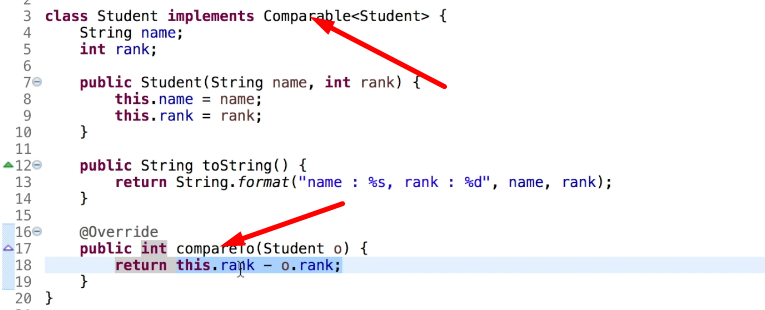 3 class Student implements Comparable<Student> {
4 String name;
5 int rank;
6
7 public Student(String name, int rank) {
8 this.name = name;
9 this.rank = rank;
10 }
11
12 public String toString() {
13 return String.format("name : %s, rank : %d", name, rank);
14 }
15
16 @Override
17 public int compareTo(Student o) {
18 return this.rank - o.rank;
19 }
20 }